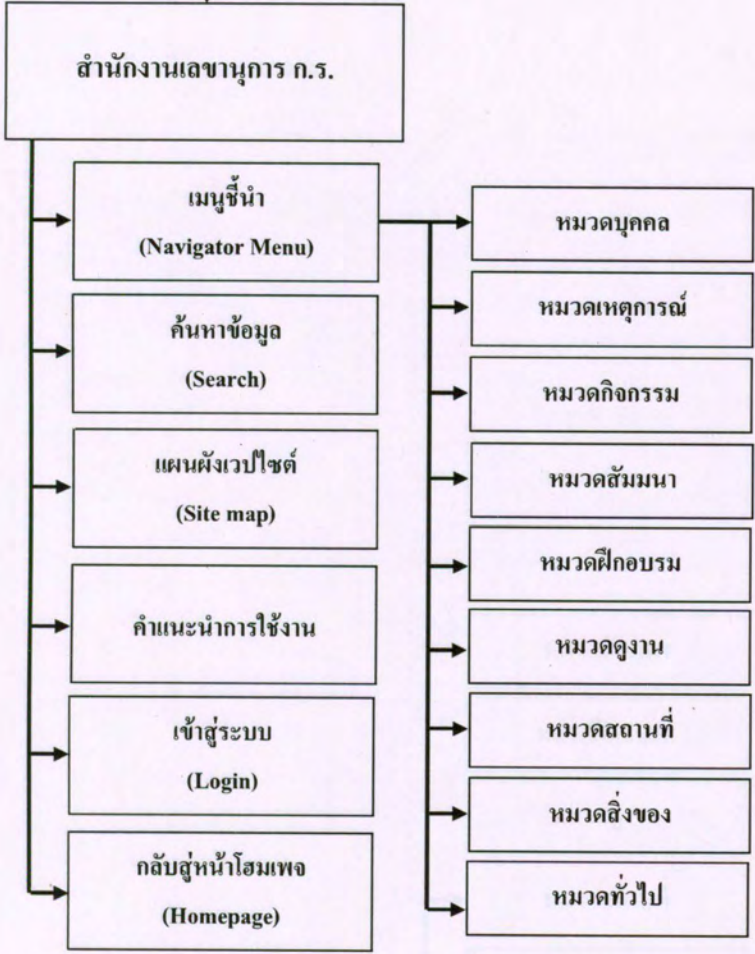 สำนักงานเลขานุการ ก.ร.
เมนูชี้นำ
(Navigator Menu)
ค้นหาข้อมูล
(Search)
แผนผังเวปไซต์
(Site map)
คำแนะนำการใช้งาน
เข้าสู่ระบบ
(Login)
กลับสู่หน้าโฮมเพจ
(Homepage)
หมวดบุคคล
หมวดเหตุการณ์
หมวดกิจกรรม
หมวดสัมมนา
หมวดฝึกอบรม
หมวดดูงาน
หมวดสถานที่
หมวดสิ่งของ
หมวดทั่วไป